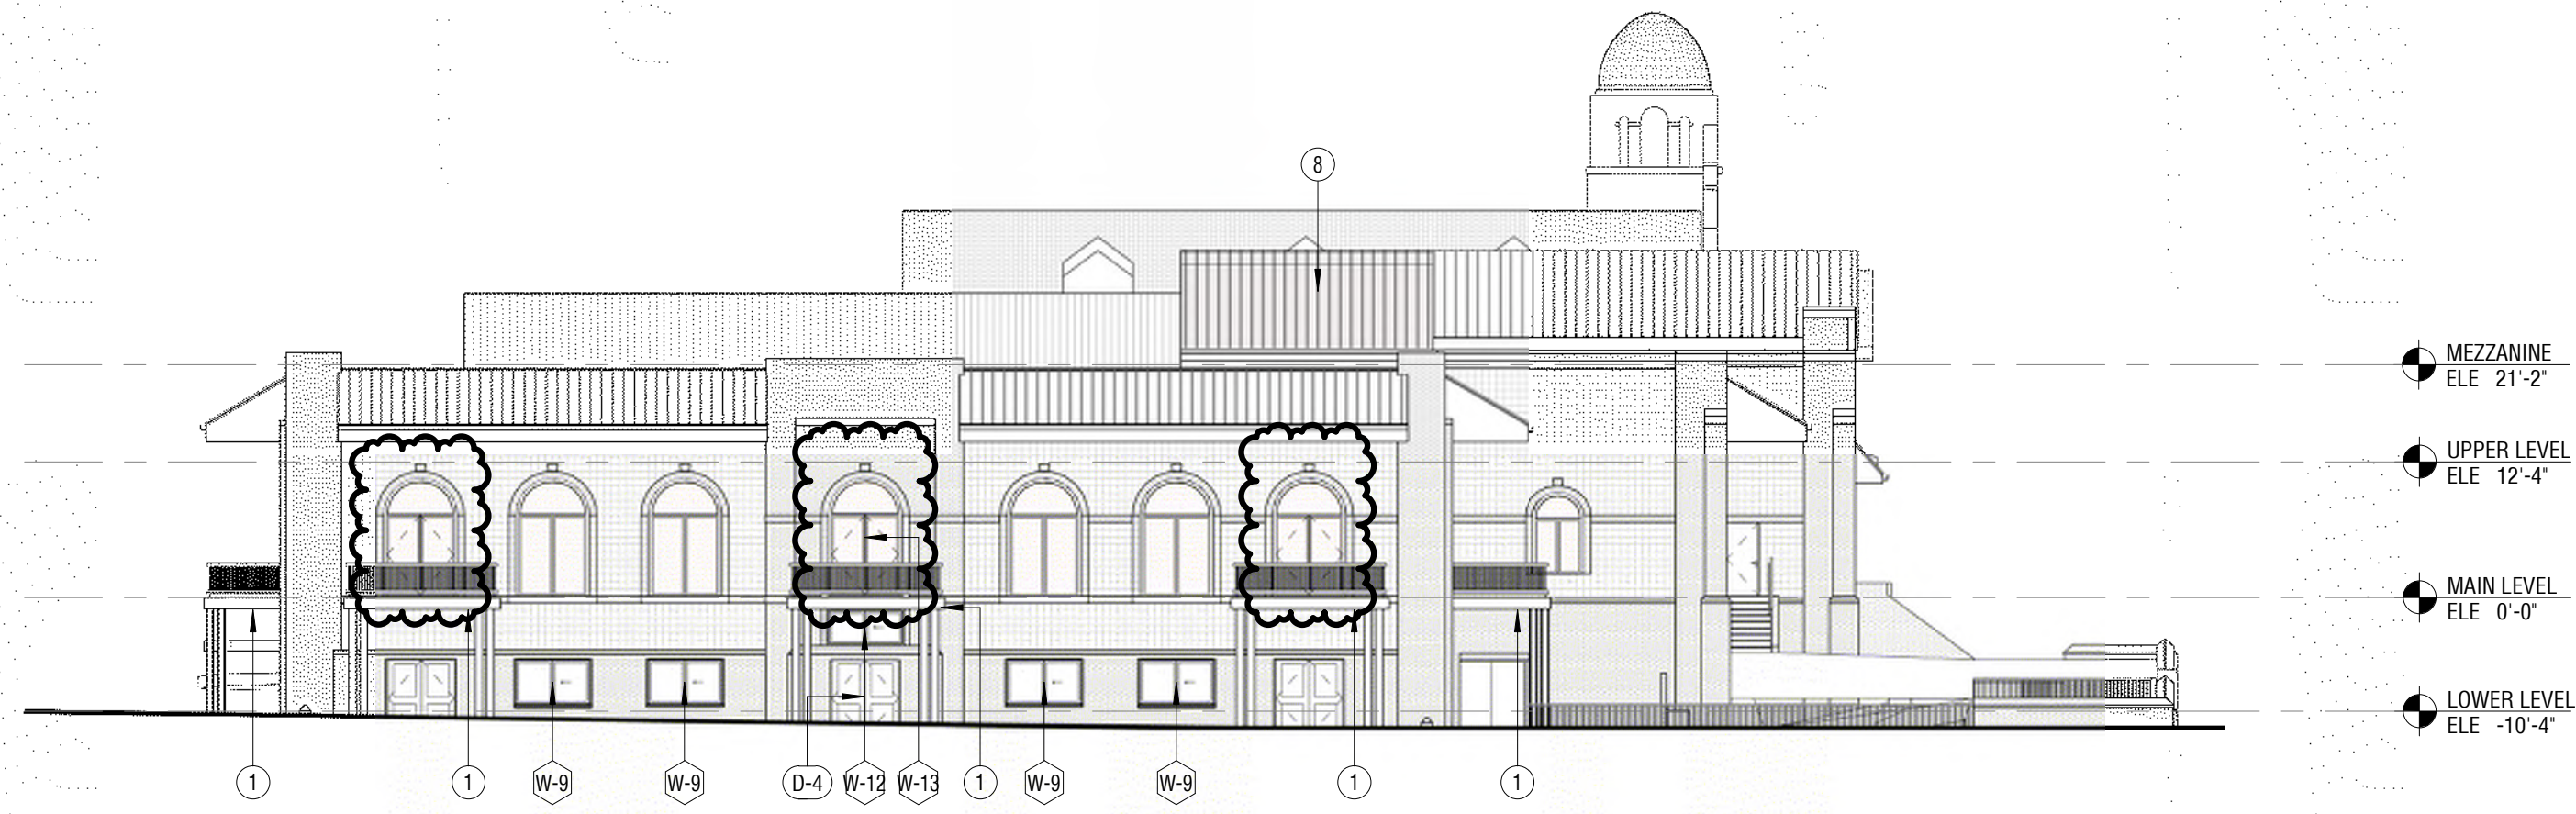 8
MEZZANINE
ELE 21'-2"
UPPER LEVEL
ELE 12'-4"
MAIN LEVEL
ELE 0'-0"
LOWER LEVEL
ELE -10'-4"
1
1
W-9
W-9
D-4
W-12
W-13
1
W-9
W-9
1
1